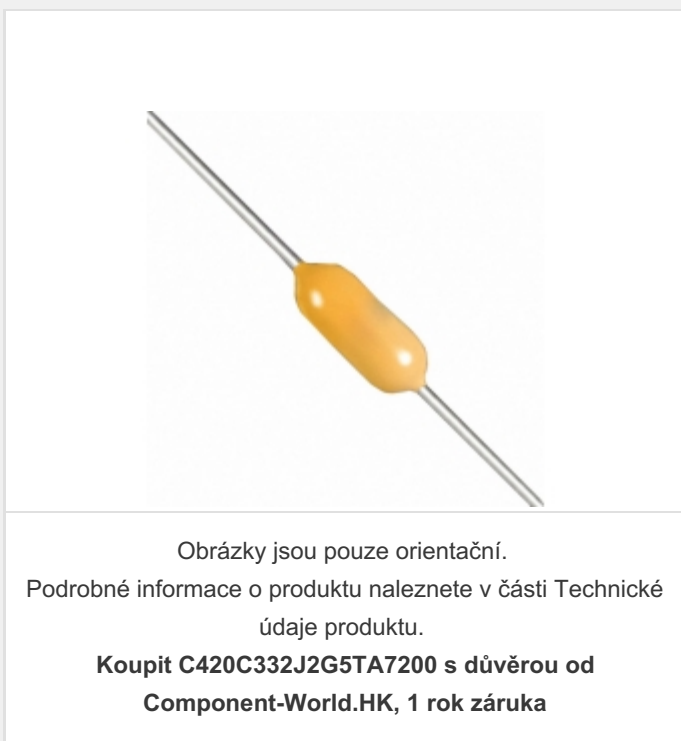 Obrázky jsou pouze orientační.
Podrobné informace o produktu naleznete v části Technické
údaje produktu.
Koupit C420C332J2G5TA7200 s důvěrou od
Component-World.HK, 1 rok záruka